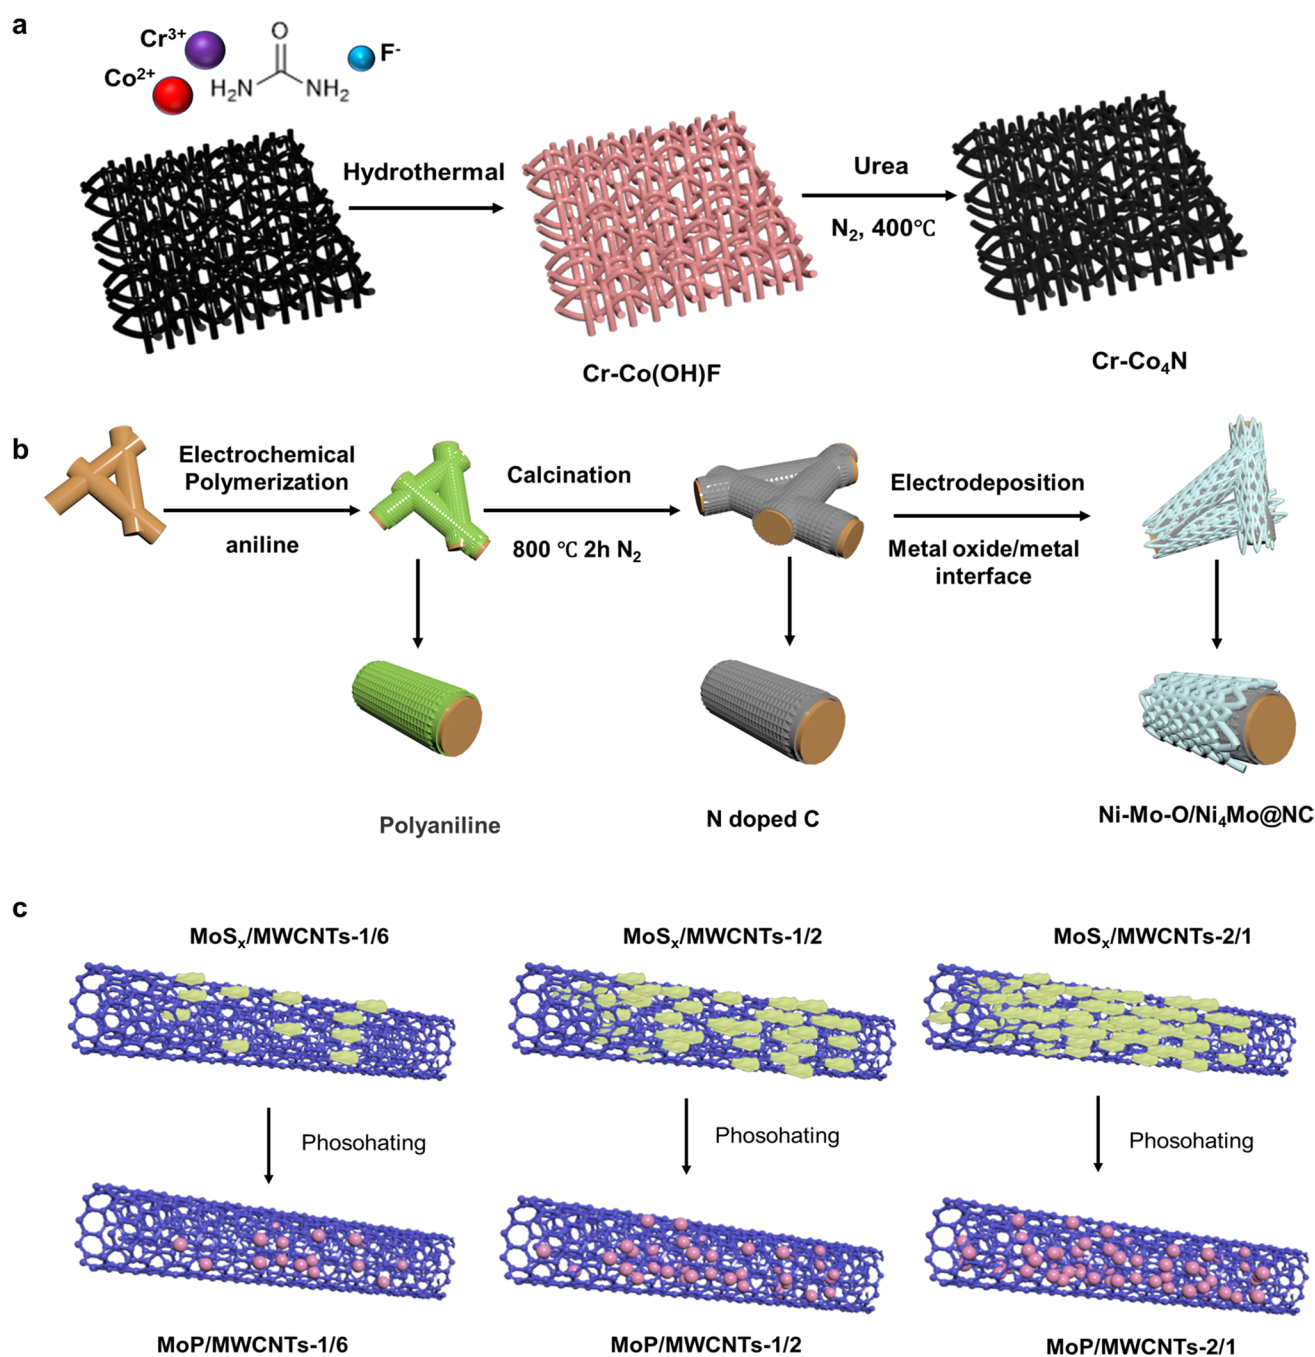 a
Cr³⁺
Co²⁺
O
H₂N
NH₂
F⁻
Hydrothermal
Urea
N₂, 400℃
Cr-Co(OH)F
Cr-Co₄N
b
Electrochemical
Polymerization
aniline
Calcination
800 ℃ 2h N₂
Electrodeposition
Metal oxide/metal
interface
Polyaniline
N doped C
Ni-Mo-O/Ni₄Mo@NC
c
MoSₓ/MWCNTs-1/6
MoSₓ/MWCNTs-1/2
MoSₓ/MWCNTs-2/1
Phosohating
Phosohating
Phosohating
MoP/MWCNTs-1/6
MoP/MWCNTs-1/2
MoP/MWCNTs-2/1